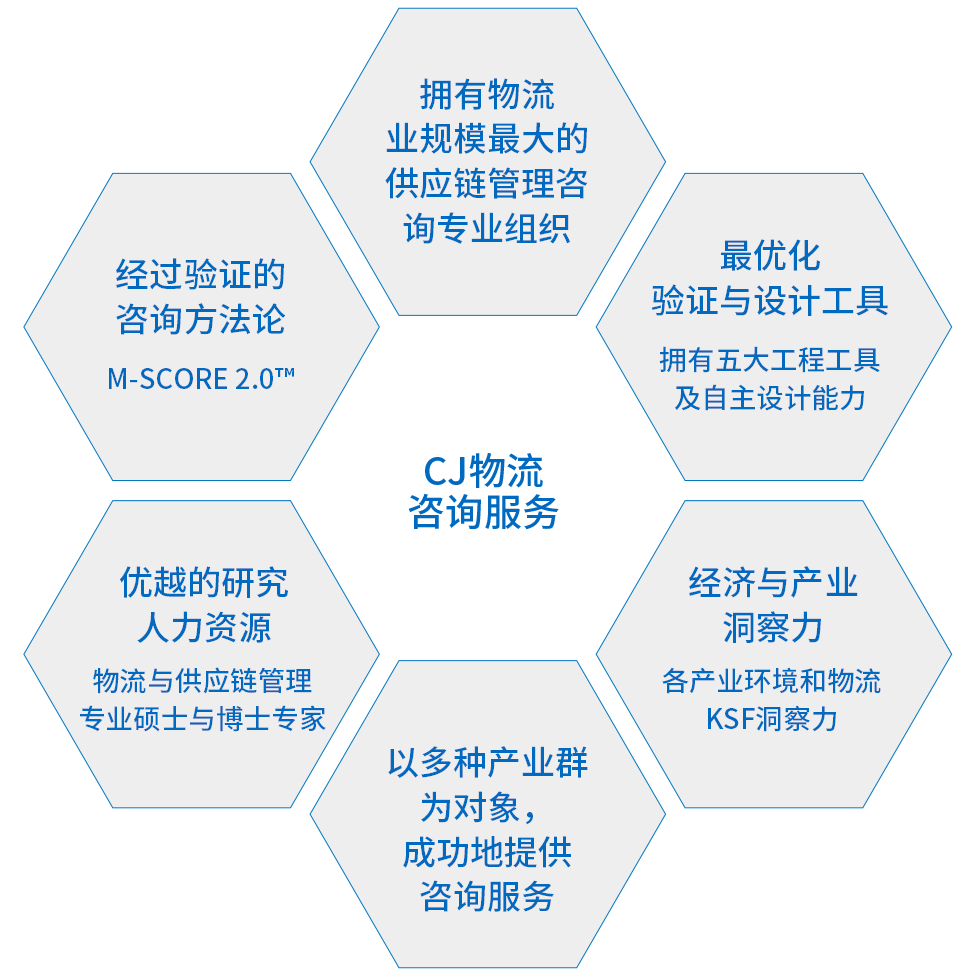 拥有物流
业规模最大的
供应链管理咨
询专业组织
经过验证的
咨询方法论
M-SCORE 2.0™
最优化
验证与设计工具
拥有五大工程工具
及自主设计能力
CJ物流
咨询服务
优越的研究
人力资源
物流与供应链管理
专业硕士与博士专家
经济与产业
洞察力
各产业环境和物流
KSF洞察力
以多种产业群
为对象，
成功地提供
咨询服务